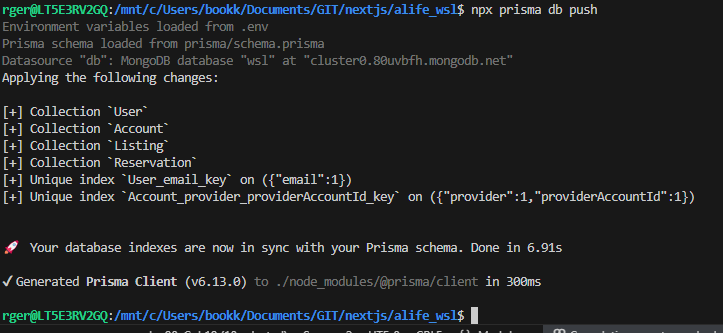 rger@LT5E3RV2GQ:/mnt/c/Users/bookk/Documents/GIT/nextjs/alife_wsl$ npx prisma db push
Environment variables loaded from .env
Prisma schema loaded from prisma/schema.prisma
Datasource "db": MongoDB database "wsl" at "cluster0.80uvbfh.mongodb.net"
Applying the following changes:
[+] Collection `User`
[+] Collection `Account`
[+] Collection `Listing`
[+] Collection `Reservation`
[+] Unique index `User_email_key` on ({"email":1})
[+] Unique index `Account_provider_providerAccountId_key` on ({"provider":1,"providerAccountId":1})
🚀  Your database indexes are now in sync with your Prisma schema. Done in 6.91s
✔ Generated Prisma Client (v6.13.0) to ./node_modules/@prisma/client in 300ms
rger@LT5E3RV2GQ:/mnt/c/Users/bookk/Documents/GIT/nextjs/alife_wsl$